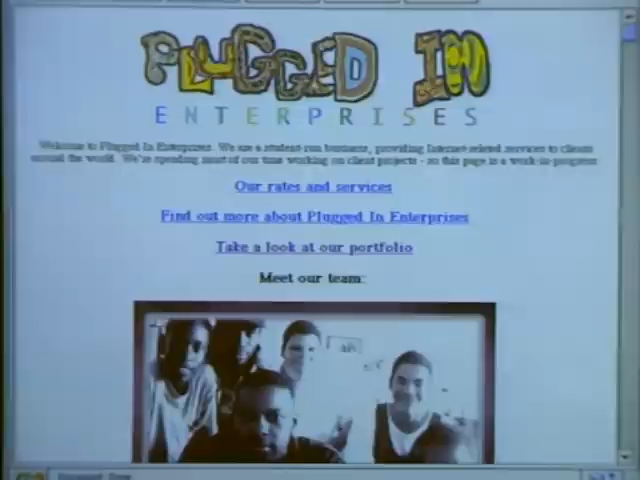 PLUGGED IN
ENTERPRISES
Welcome to Plugged In Enterprises. We are a student-run business, providing Internet-related services to clients
around the world. We're spending most of our time working on client projects - so this page is a work-in-progress
Our rates and services
Find out more about Plugged In Enterprises
Take a look at our portfolio
Meet our team: